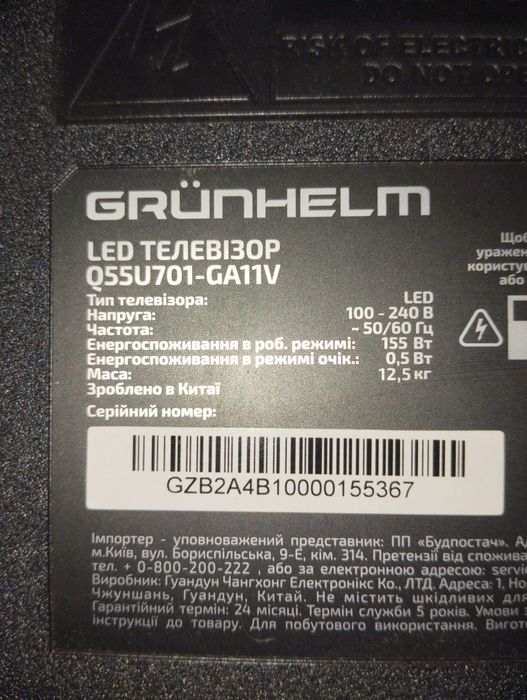 RISK OF ELECTRIC
DO NOT OP
GRÜNHELM
LED ТЕЛЕВІЗОР
Q55U701-GA11V
Тип телевізора: LED
Напруга: 100 - 240 В
Частота: ~ 50/60 Гц
Енергоспоживання в роб. режимі: 155 Вт
Енергоспоживання в режимі очік.: 0,5 Вт
Маса: 12,5 кг
Зроблено в Китаї
Серійний номер:
Щоб
уражен
користу
або
GZB2A4B10000155367
Імпортер - уповноважений представник: ПП «Будпостач». Ад
м.Київ, вул. Бориспільська, 9-Е, кім. 314. Претензії від спожива
тел. + 0-800-200-222 , або за електронною адресою: servi
Виробник: Гуандун Чангхонг Електронікс Ко., ЛТД. Адреса: 1, Но
Чжуншань, Гуандун, Китай. Не містить шкідливих для
Гарантійний термін: 24 місяці. Термін служби 5 років. Умови з
інструкції до товару. Для побутового використання. Вигото